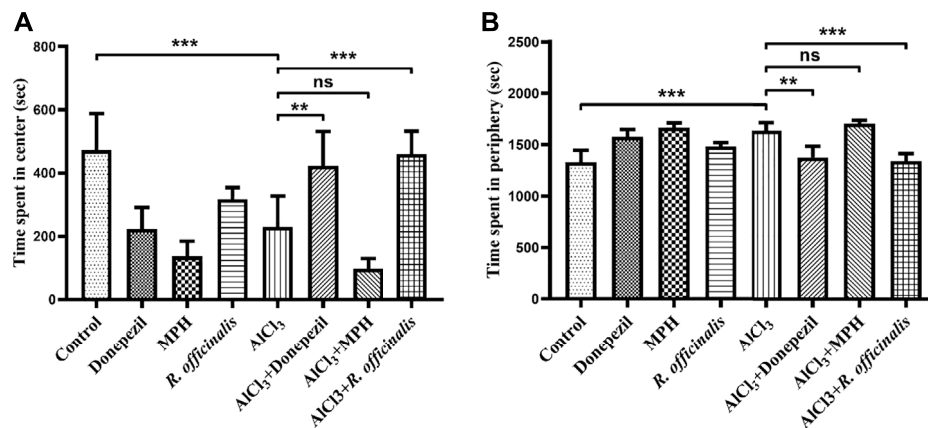 A
Time spent in center (sec)
800
600
400
200
0
***
***
ns
**
Control
Donepezil
MPH
R. officinalis
AlCl₃
AlCl₃+Donepezil
AlCl₃+MPH
AlCl3+R. officinalis
B
Time spent in periphery (sec)
2500
2000
1500
1000
500
0
***
ns
**
***
Control
Donepezil
MPH
R. officinalis
AlCl₃
AlCl₃+Donepezil
AlCl₃+MPH
AlCl3+R. officinalis